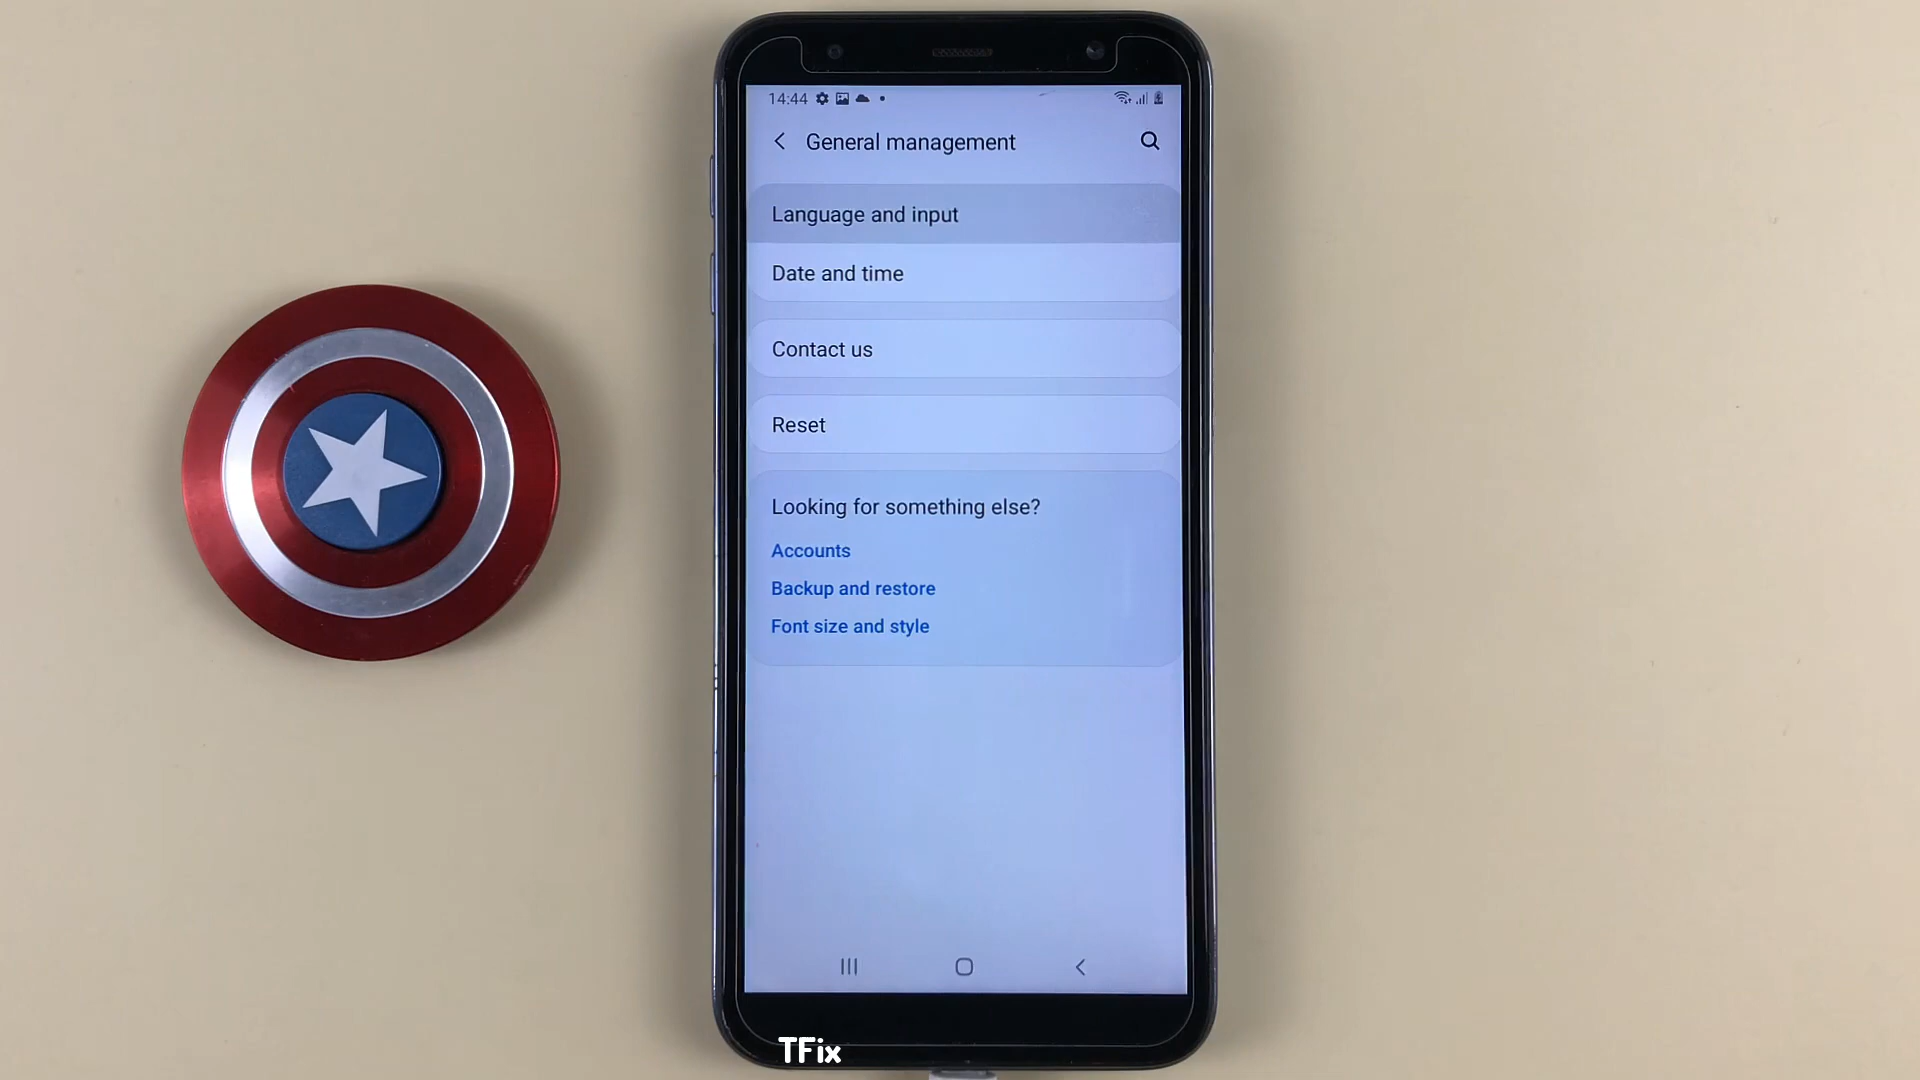 14:44
General management
Language and input
Date and time
Contact us
Reset
Looking for something else?
Accounts
Backup and restore
Font size and style
TFix